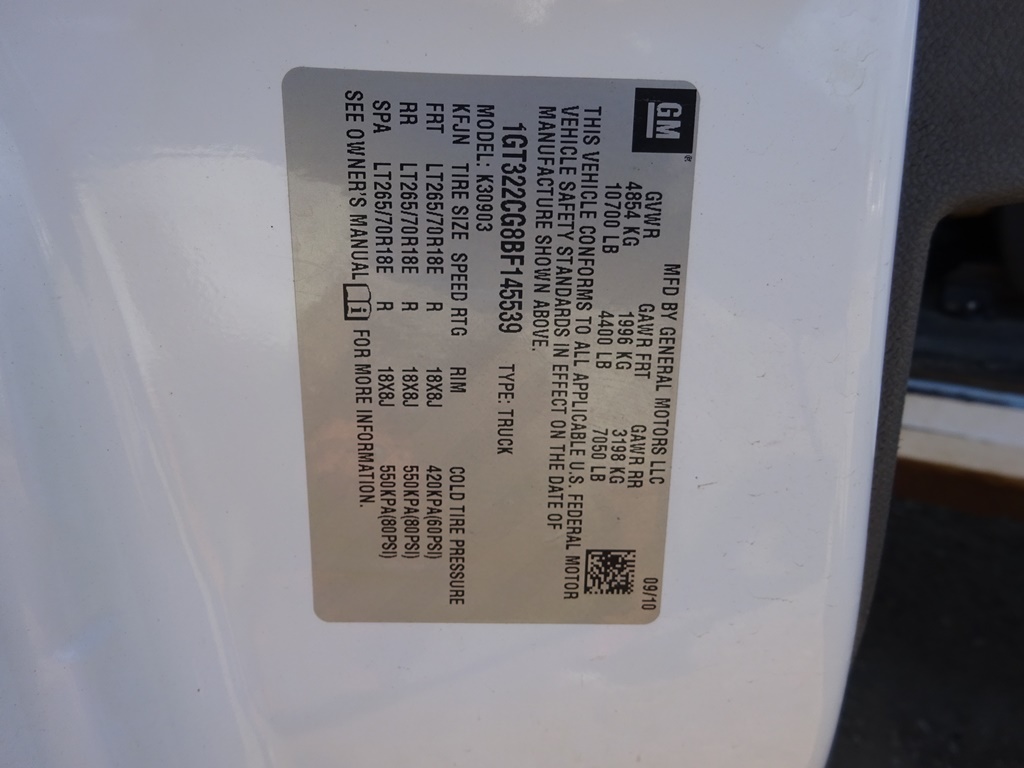 GM®
MFD BY GENERAL MOTORS LLC 09/10
GVWR GAWR FRT GAWR RR
4854 KG 1996 KG 3198 KG
10700 LB 4400 LB 7050 LB
THIS VEHICLE CONFORMS TO ALL APPLICABLE U.S. FEDERAL MOTOR
VEHICLE SAFETY STANDARDS IN EFFECT ON THE DATE OF
MANUFACTURE SHOWN ABOVE.
1GT322CG8BF145539 TYPE: TRUCK
MODEL: K30903
KFJN TIRE SIZE SPEED RTG RIM COLD TIRE PRESSURE
FRT LT265/70R18E R 18X8J 420KPA(60PSI)
RR LT265/70R18E R 18X8J 550KPA(80PSI)
SPA LT265/70R18E R 18X8J 550KPA(80PSI)
SEE OWNER'S MANUAL i FOR MORE INFORMATION.